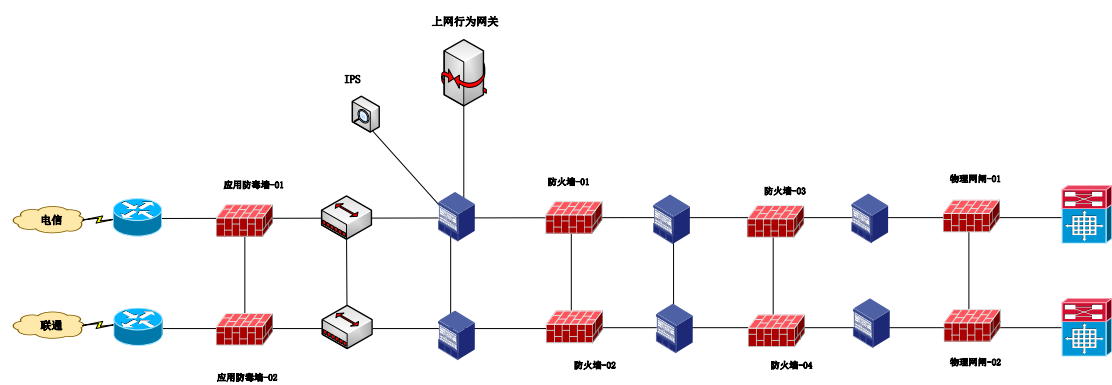 上网行为网关
IPS
应用防毒墙-01
防火墙-01
防火墙-03
物理网闸-01
电信
联通
应用防毒墙-02
防火墙-02
防火墙-04
物理网闸-02